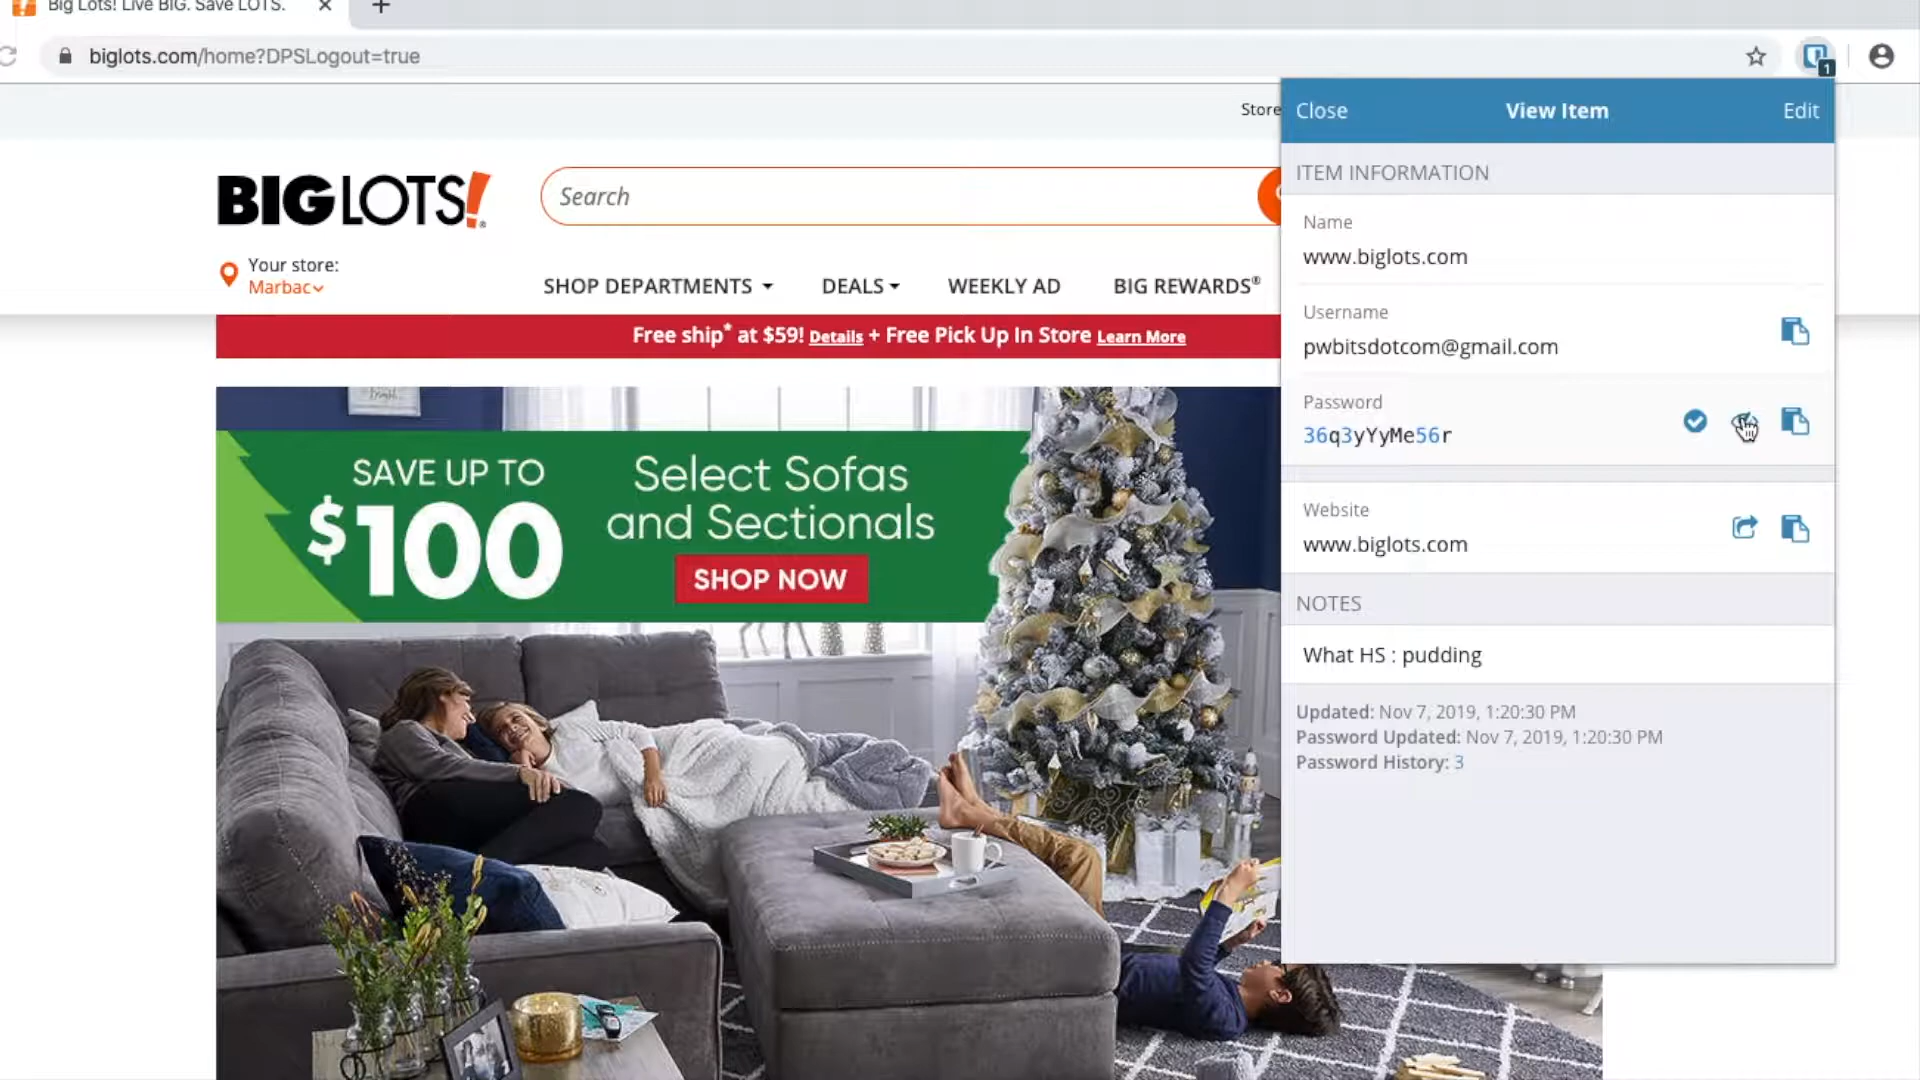 Big Lots! Live BIG. Save LOTS.
biglots.com/home?DPSLogout=true
1
Store
BIGLOTS!®
Search
Your store:
Marbac
SHOP DEPARTMENTS
DEALS
WEEKLY AD
BIG REWARDS®
Free ship* at $59! Details + Free Pick Up In Store Learn More
SAVE UP TO
$100
Select Sofas
and Sectionals
SHOP NOW
Close
View Item
Edit
ITEM INFORMATION
Name
www.biglots.com
Username
pwbitsdotcom@gmail.com
Password
36q3yYyMe56r
Website
www.biglots.com
NOTES
What HS : pudding
Updated: Nov 7, 2019, 1:20:30 PM
Password Updated: Nov 7, 2019, 1:20:30 PM
Password History: 3